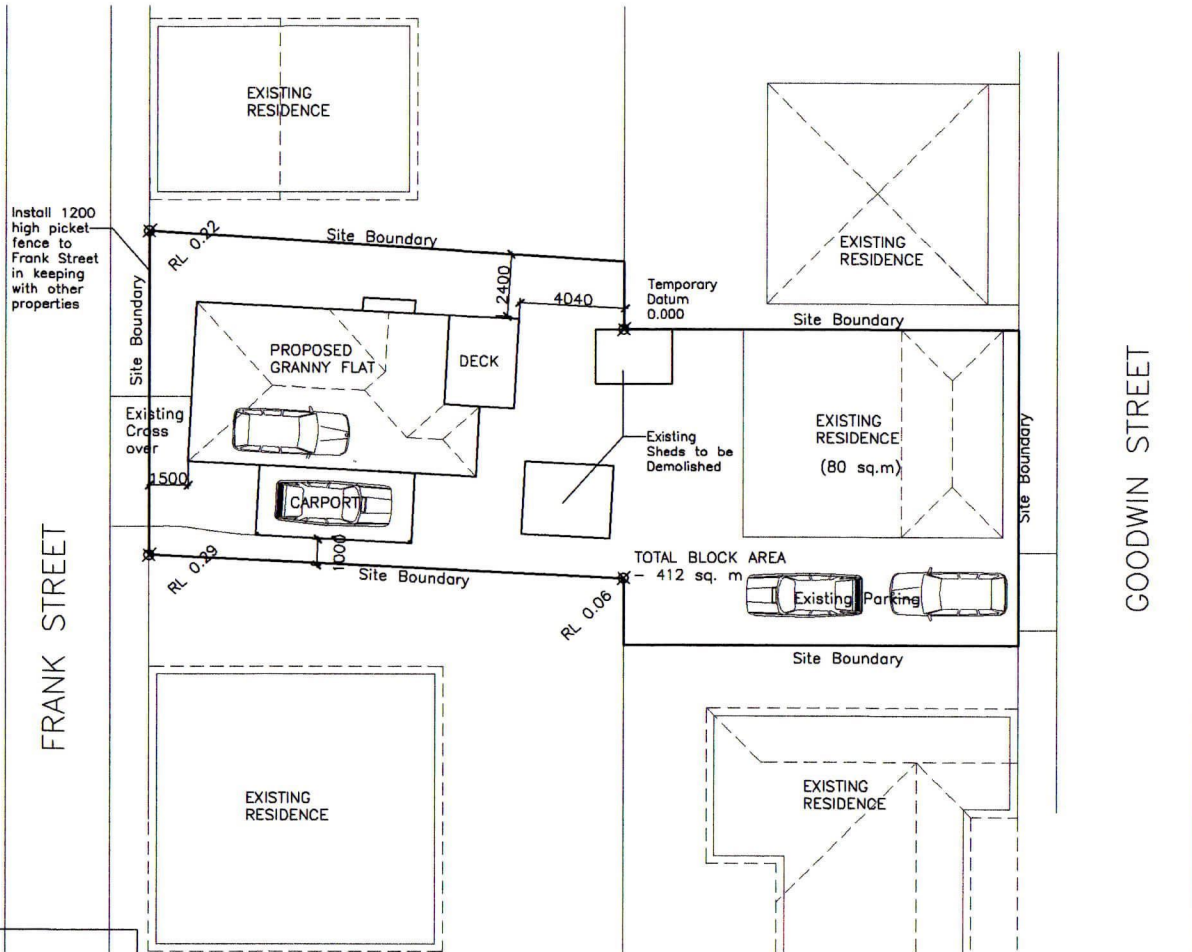 EXISTING
RESIDENCE
Install 1200
high picket
fence to
Frank Street
in keeping
with other
properties
RL 0.22
Site Boundary
EXISTING
RESIDENCE
2400
4040
Temporary
Datum
0.000
Site Boundary
Site Boundary
PROPOSED
GRANNY FLAT
DECK
Existing
Cross
over
EXISTING
RESIDENCE
(80 sq.m)
Existing
Sheds to be
Demolished
Site Boundary
GOODWIN STREET
1500
CARPORT
1000
FRANK STREET
RL 0.29
Site Boundary
TOTAL BLOCK AREA
- 412 sq. m
RL 0.06
Existing Parking
Site Boundary
EXISTING
RESIDENCE
EXISTING
RESIDENCE